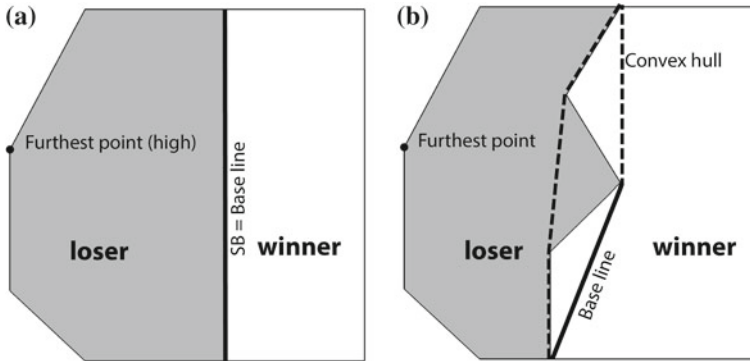 (a)
Furthest point (high)
SB = Base line
loser
winner
(b)
Convex hull
Furthest point
loser
winner
Base line